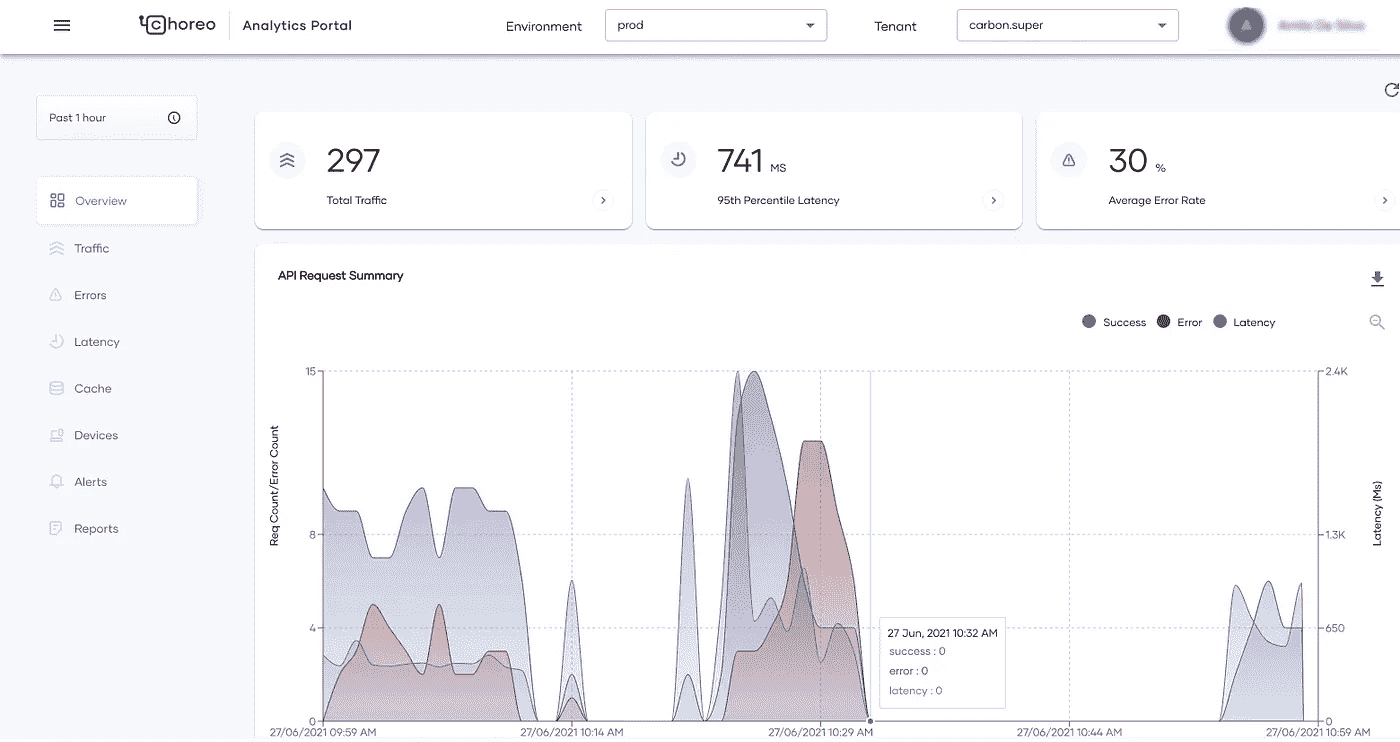 choreo Analytics Portal Environment prod Tenant carbon.super A
Past 1 hour
297
Total Traffic
741 MS
95th Percentile Latency
30 %
Average Error Rate
Overview
Traffic
Errors
Latency
Cache
Devices
Alerts
Reports
API Request Summary
Success Error Latency
Req Count/Error Count
15
8
4
0
2.4K
1.3K
650
0
Latency (Ms)
27 Jun, 2021 10:32 AM
success : 0
error : 0
latency : 0
27/06/2021 09:59 AM 27/06/2021 10:14 AM 27/06/2021 10:29 AM 27/06/2021 10:44 AM 27/06/2021 10:59 AM